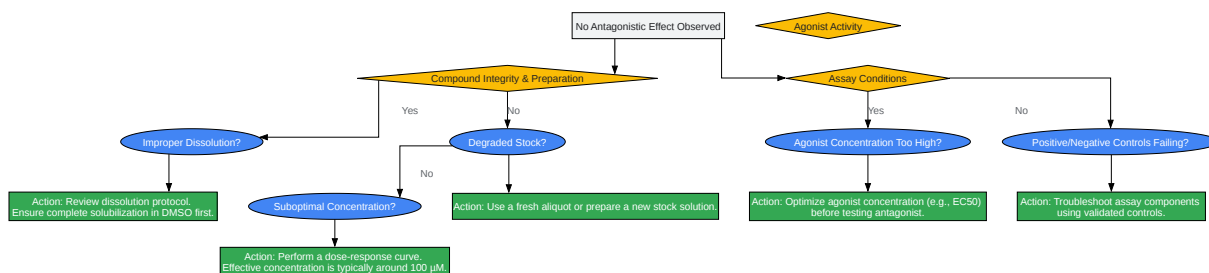 No Antagonistic Effect Observed
Agonist Activity
Compound Integrity & Preparation
Assay Conditions
Yes
No
Yes
No
Improper Dissolution?
Degraded Stock?
Agonist Concentration Too High?
Positive/Negative Controls Failing?
No
Action: Review dissolution protocol.
Ensure complete solubilization in DMSO first.
Suboptimal Concentration?
Action: Use a fresh aliquot or prepare a new stock solution.
Action: Optimize agonist concentration (e.g., EC50)
before testing antagonist.
Action: Troubleshoot assay components
using validated controls.
Action: Perform a dose-response curve.
Effective concentration is typically around 100 µM.